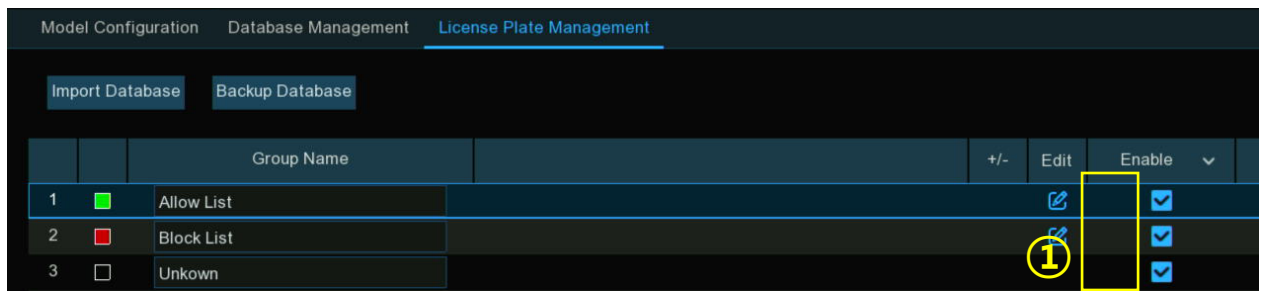 Model Configuration Database Management License Plate Management
Import Database Backup Database
Group Name +/- Edit Enable
1 Allow List
2 Block List
①
3 Unkown